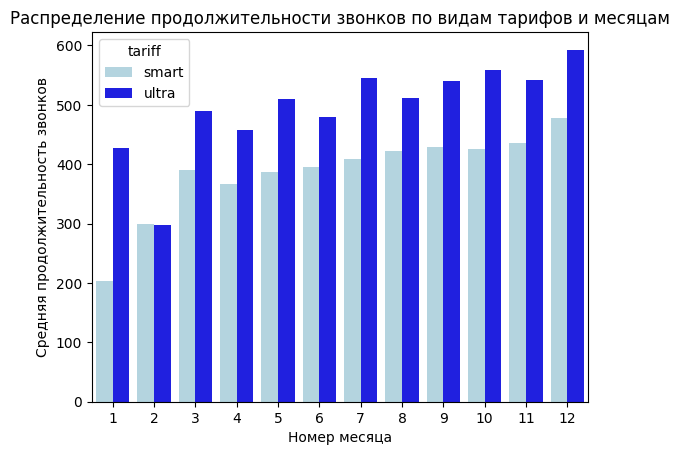 Распределение продолжительности звонков по видам тарифов и месяцам
tariff
smart
ultra
Средняя продолжительность звонков
600
500
400
300
200
100
0
1 2 3 4 5 6 7 8 9 10 11 12
Номер месяца